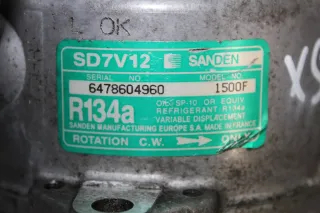 L OK
SD7V12 SANDEN
SERIAL NO. MODEL NO.
6478604960 1500F
R134a
OIL SP-10 OR EQUIV
REFRIGERANT R134a
VARIABLE DISPLACEMENT
SANDEN MANUFACTURING EUROPE S.A. MADE IN FRANCE
ROTATION C.W. → ONLY